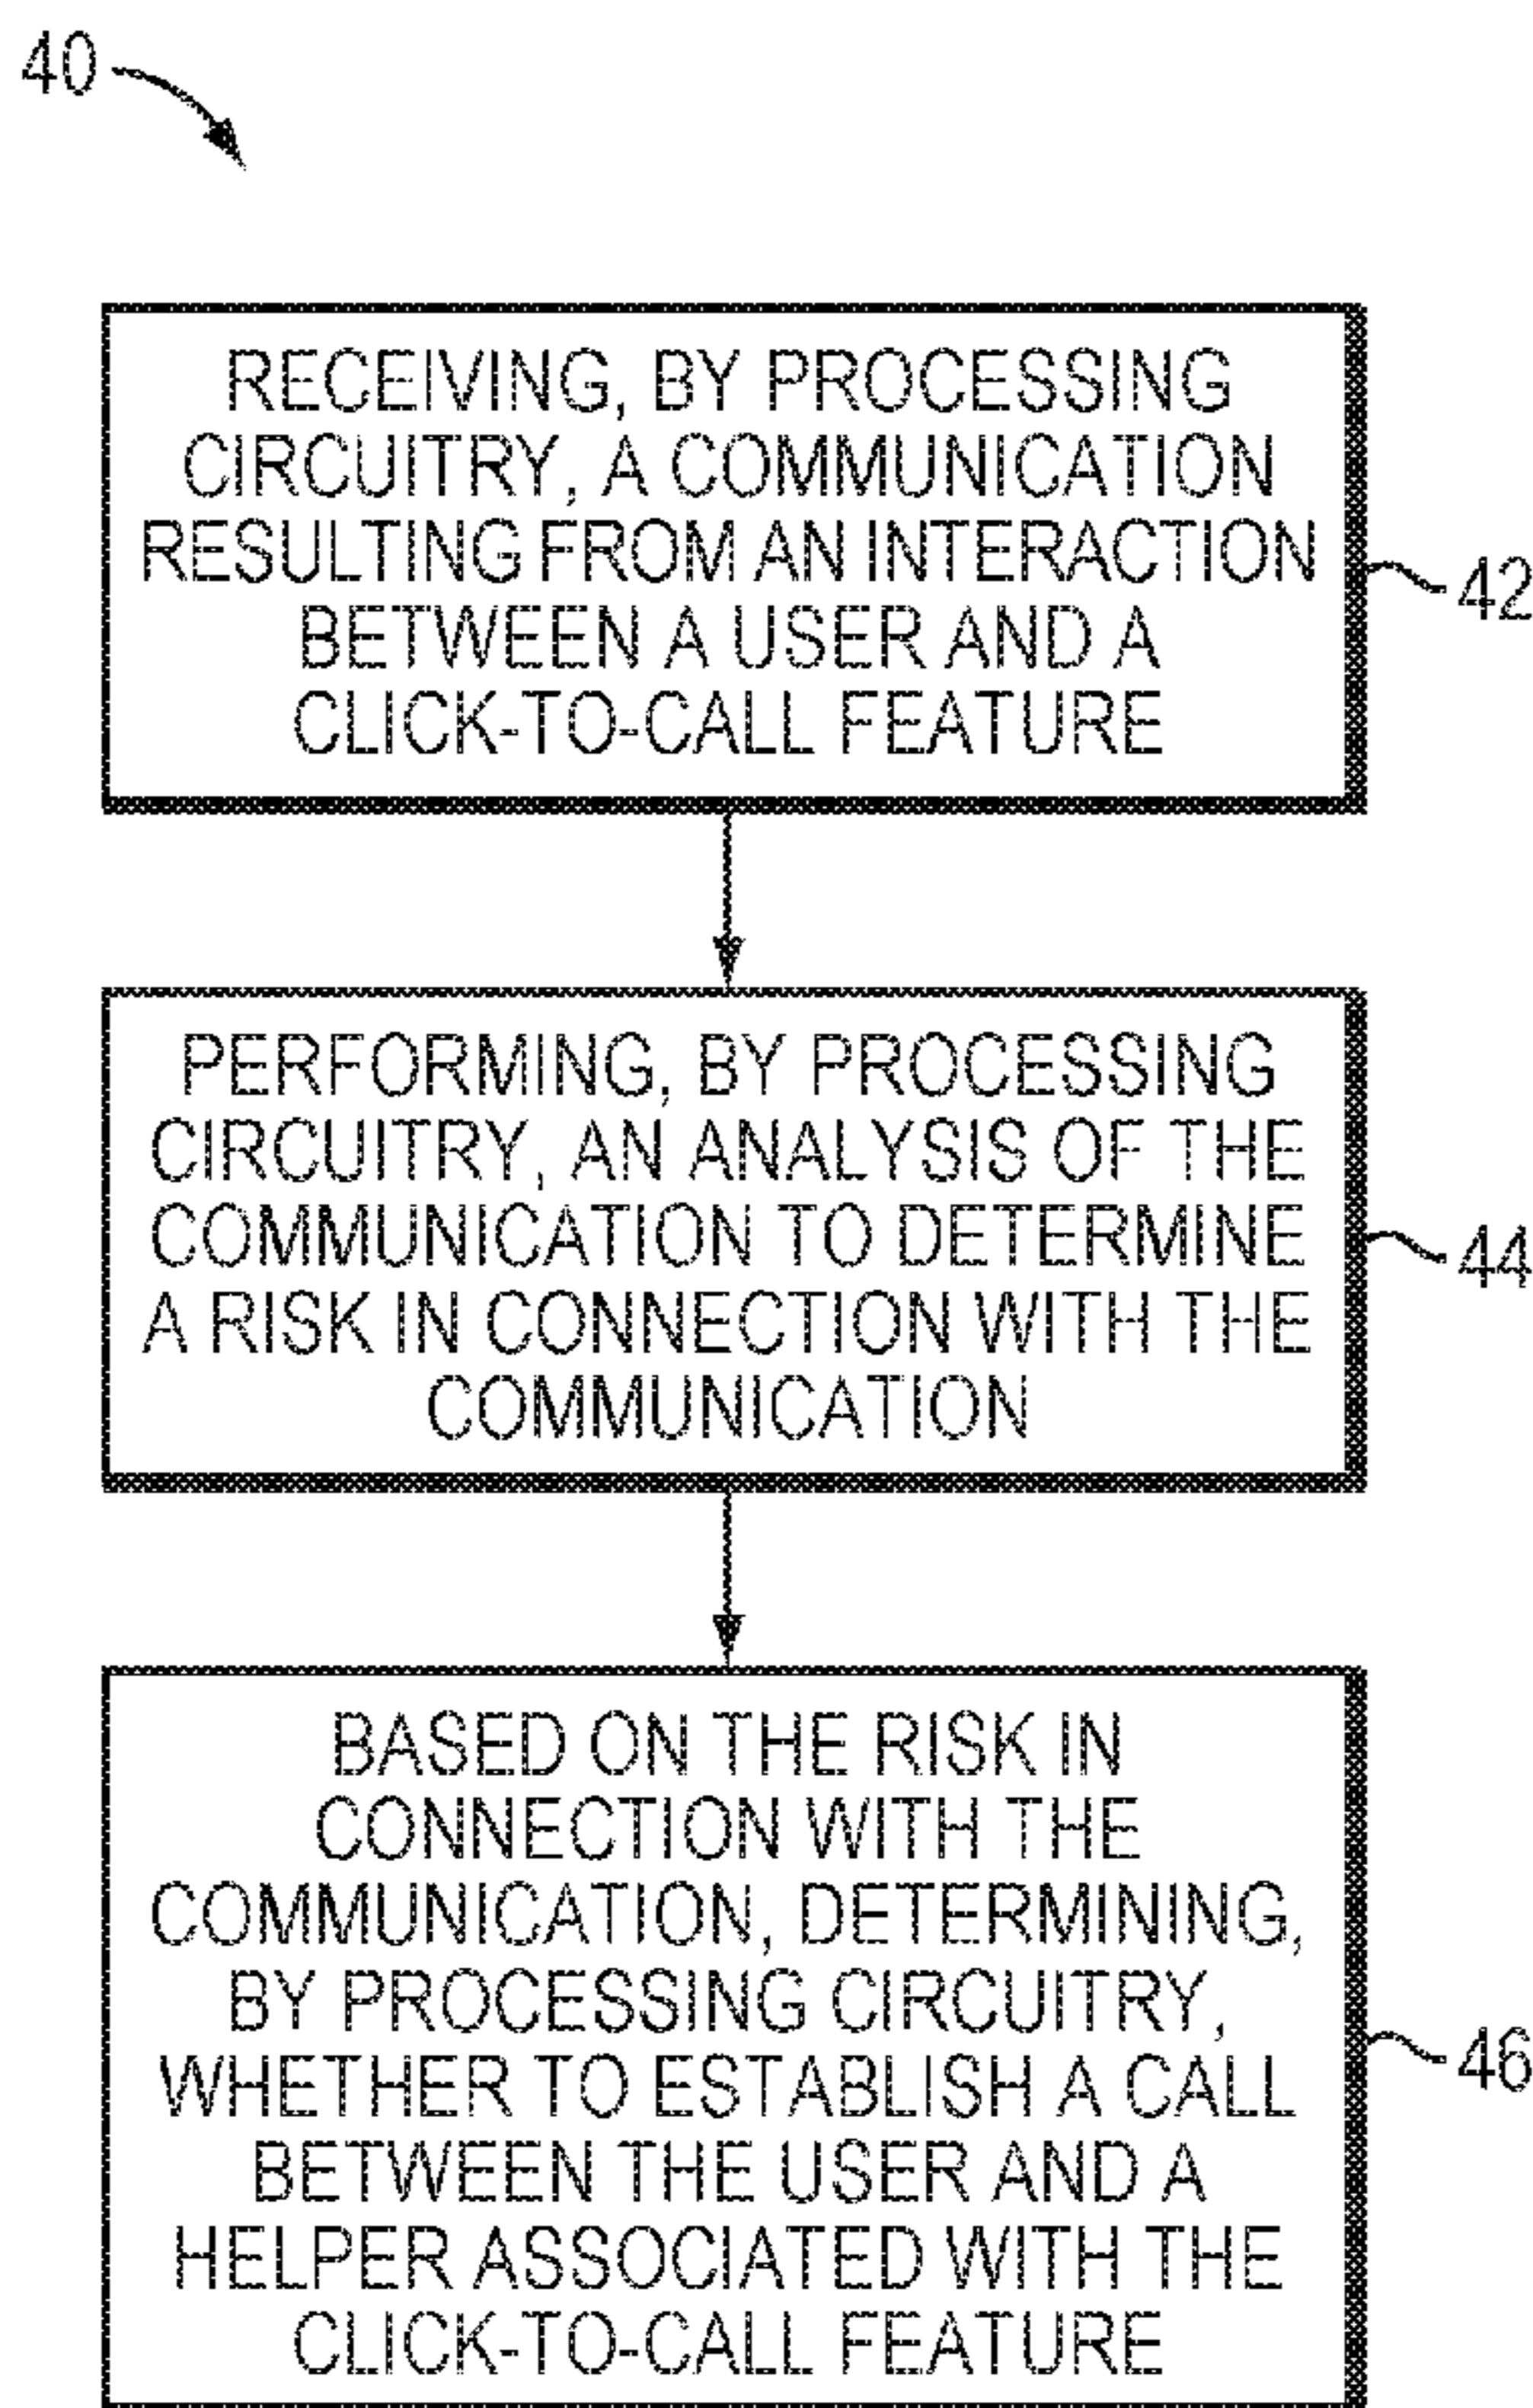 40
RECEIVING, BY PROCESSING
CIRCUITRY, A COMMUNICATION
RESULTING FROM AN INTERACTION
BETWEEN A USER AND A
CLICK-TO-CALL FEATURE
42
PERFORMING, BY PROCESSING
CIRCUITRY, AN ANALYSIS OF THE
COMMUNICATION TO DETERMINE
A RISK IN CONNECTION WITH THE
COMMUNICATION
44
BASED ON THE RISK IN
CONNECTION WITH THE
COMMUNICATION, DETERMINING,
BY PROCESSING CIRCUITRY,
WHETHER TO ESTABLISH A CALL
BETWEEN THE USER AND A
HELPER ASSOCIATED WITH THE
CLICK-TO-CALL FEATURE
46